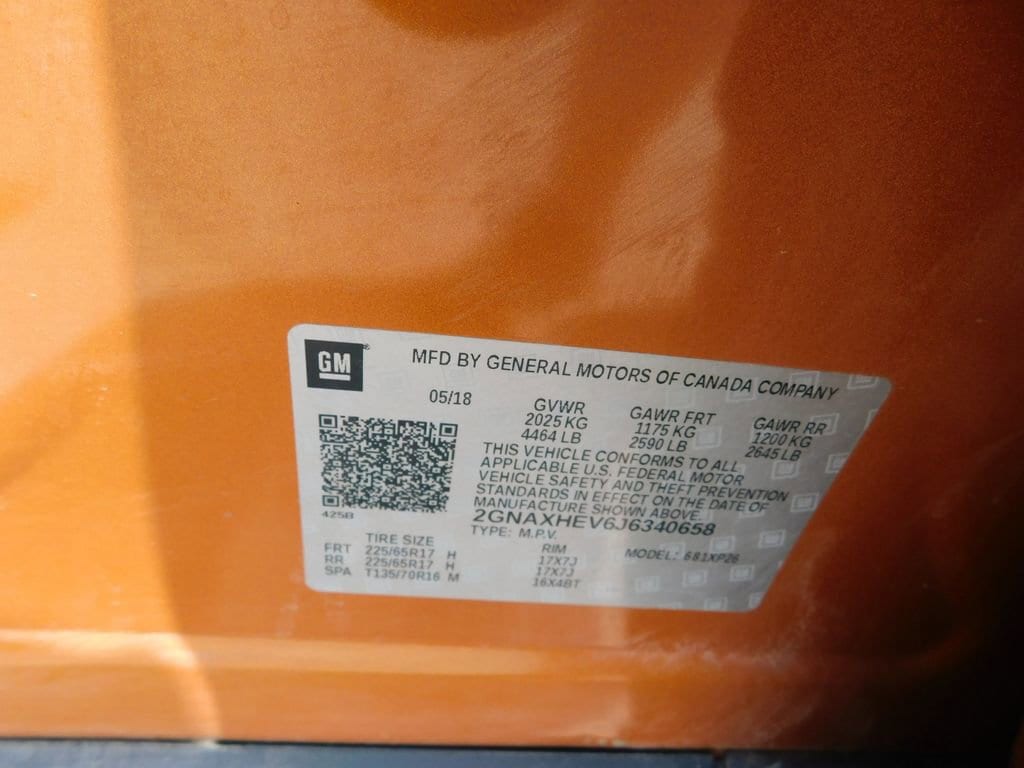 GM
MFD BY GENERAL MOTORS OF CANADA COMPANY
05/18
GVWR GAWR FRT GAWR RR
2025 KG 1175 KG 1200 KG
4464 LB 2590 LB 2645 LB
THIS VEHICLE CONFORMS TO ALL
APPLICABLE U.S. FEDERAL MOTOR
VEHICLE SAFETY AND THEFT PREVENTION
STANDARDS IN EFFECT ON THE DATE OF
MANUFACTURE SHOWN ABOVE
425B
2GNAXHEV6J6340658
TYPE: M.P.V.
TIRE SIZE RIM MODEL: 681XP26
FRT 225/65R17 H 17X7J
RR 225/65R17 H 17X7J
SPA T135/70R16 M 16X4BT